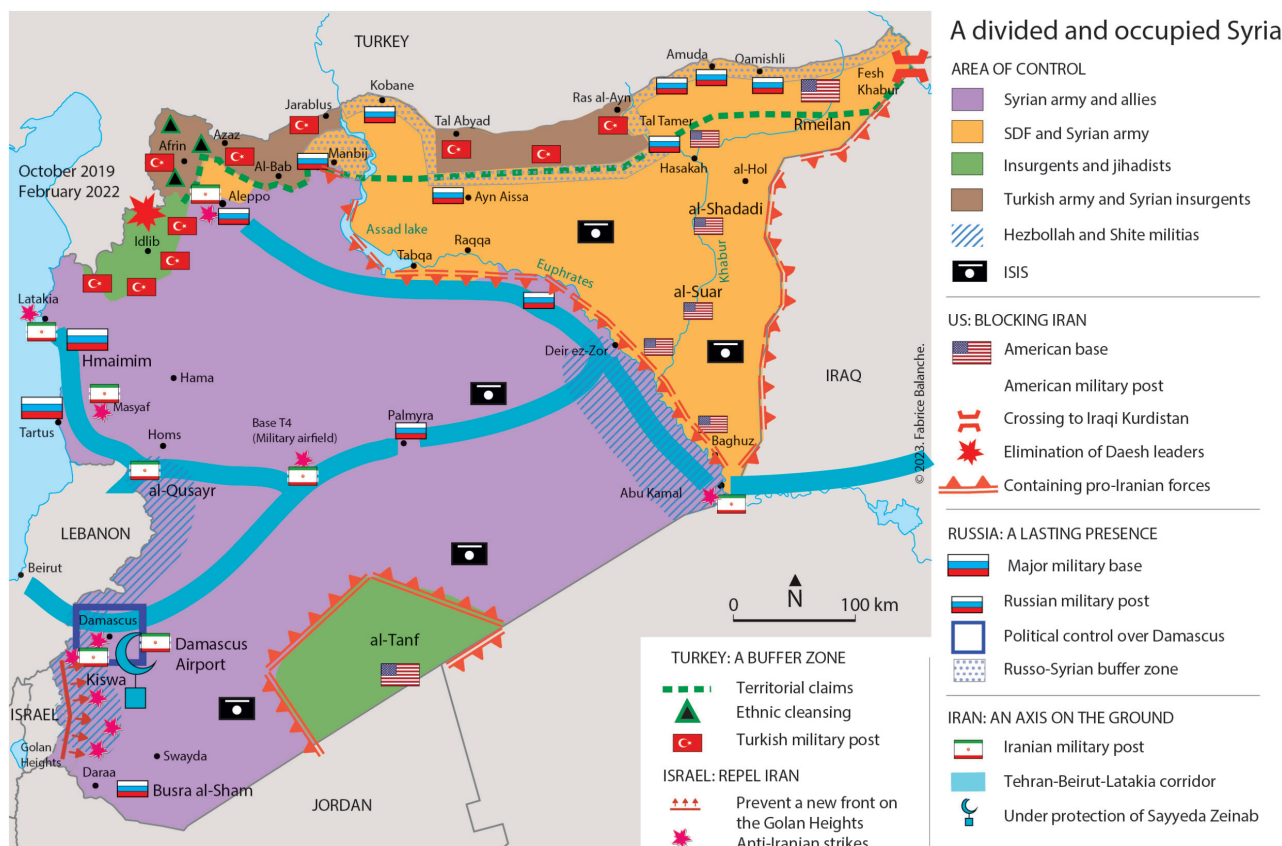 A divided and occupied Syria
AREA OF CONTROL
Syrian army and allies
SDF and Syrian army
Insurgents and jihadists
Turkish army and Syrian insurgents
Hezbollah and Shite militias
ISIS
US: BLOCKING IRAN
American base
American military post
Crossing to Iraqi Kurdistan
Elimination of Daesh leaders
Containing pro-Iranian forces
RUSSIA: A LASTING PRESENCE
Major military base
Russian military post
Political control over Damascus
Russo-Syrian buffer zone
IRAN: AN AXIS ON THE GROUND
Iranian military post
Tehran-Beirut-Latakia corridor
Under protection of Sayyeda Zeinab
TURKEY: A BUFFER ZONE
Territorial claims
Ethnic cleansing
Turkish military post
ISRAEL: REPEL IRAN
Prevent a new front on
the Golan Heights
Anti-Iranian strikes
TURKEY
Amuda
Qamishli
Fesh
Khabur
Kobane
Jarablus
Ras al-Ayn
Rmeilan
Tal Abyad
Tal Tamer
Azaz
Afrin
Al-Bab
Manbij
Hasakah
al-Hol
October 2019
February 2022
Aleppo
Ayn Aissa
al-Shadadi
Assad lake
Raqqa
Khabur
Idlib
Tabqa
Euphrates
al-Suar
Latakia
Hmaimim
Deir ez-Zor
IRAQ
Hama
Masyaf
Tartus
Palmyra
Base T4
(Military airfield)
Homs
Baghuz
al-Qusayr
Abu Kamal
© 2023. Fabrice Balanche.
LEBANON
Beirut
N
0 100 km
Damascus
Damascus
Airport
al-Tanf
Kiswa
ISRAEL
Golan
Heights
Swayda
Daraa
Busra al-Sham
JORDAN